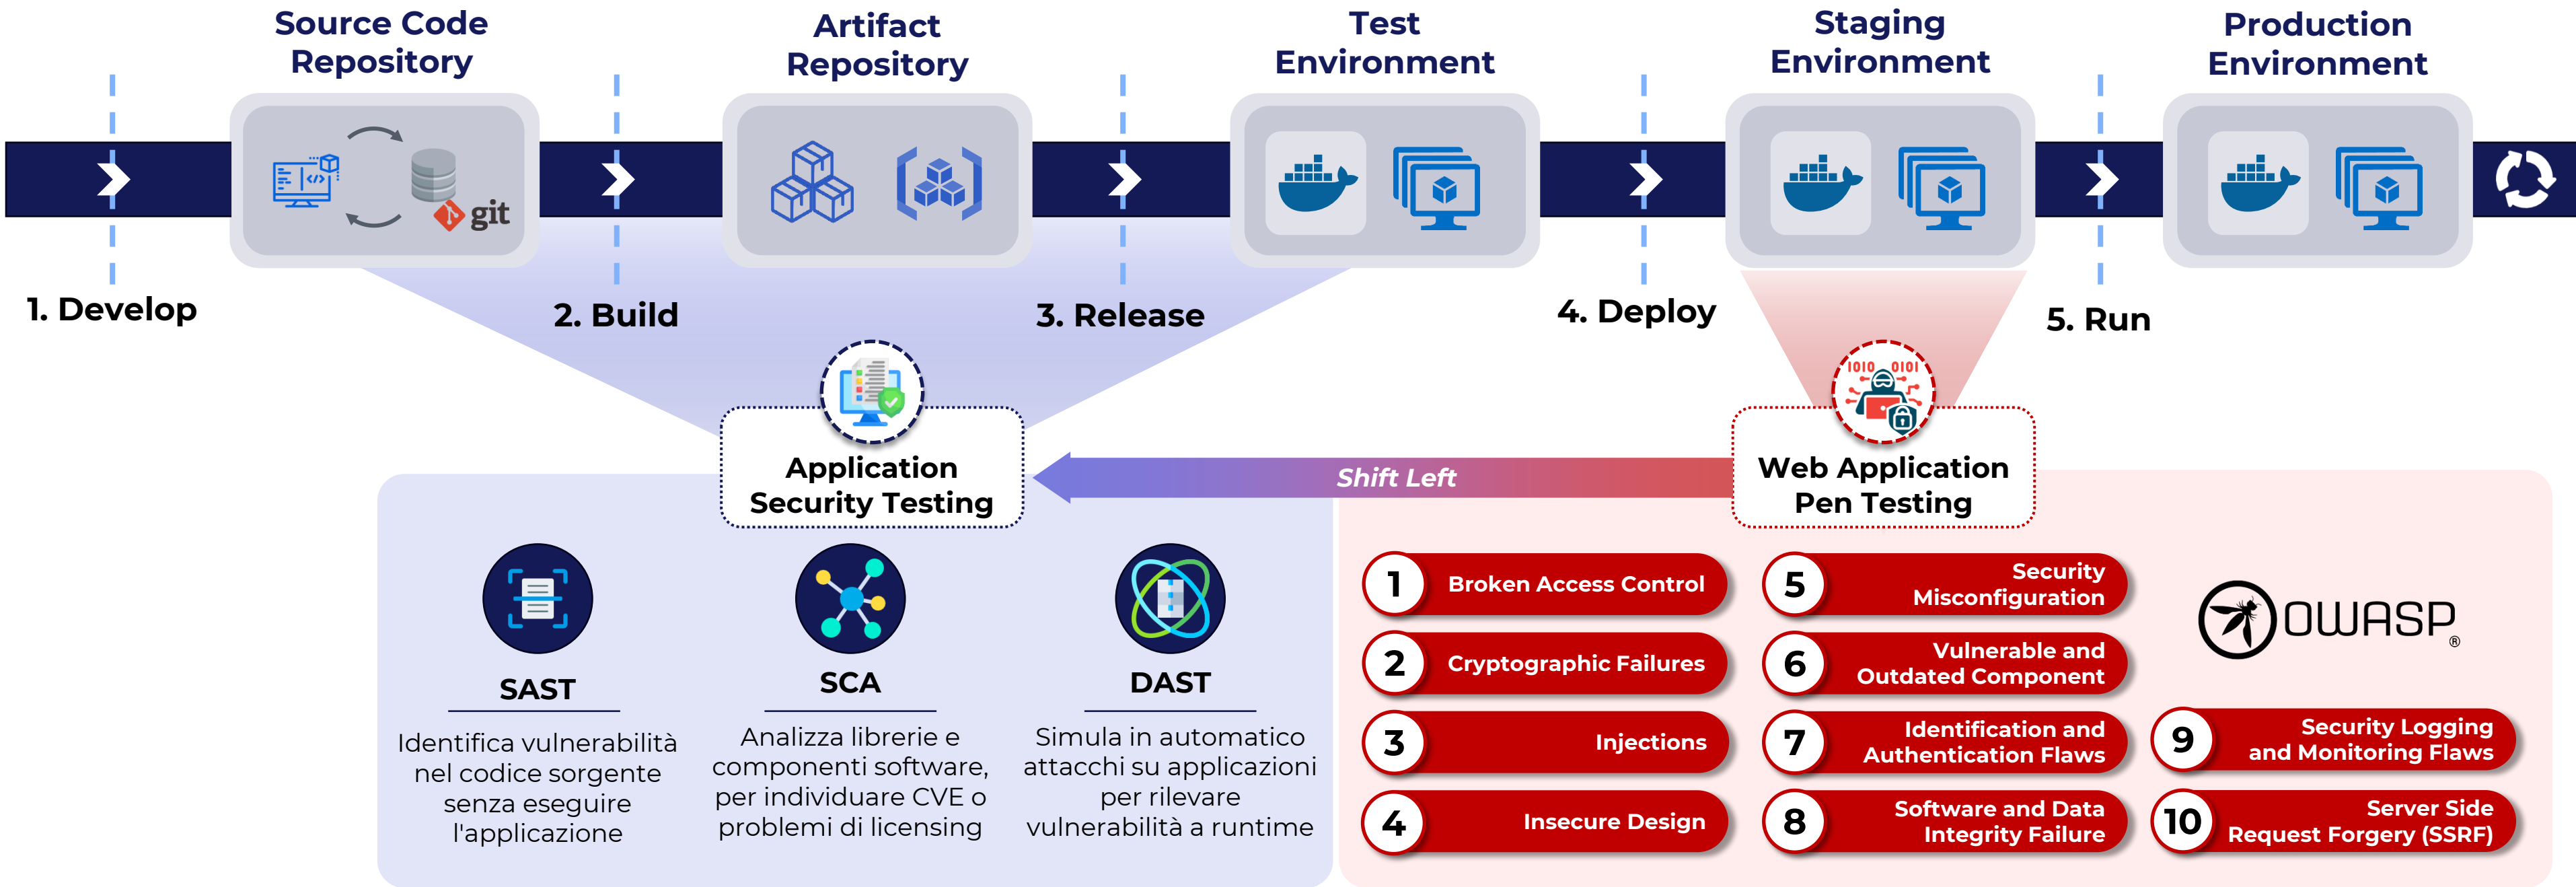 Source Code
Repository
Artifact
Repository
Test
Environment
Staging
Environment
Production
Environment
git
1. Develop
2. Build
3. Release
4. Deploy
5. Run
1010 0101
Application
Security Testing
Shift Left
Web Application
Pen Testing
SAST
Identifica vulnerabilità
nel codice sorgente
senza eseguire
l'applicazione
SCA
Analizza librerie e
componenti software,
per individuare CVE o
problemi di licensing
DAST
Simula in automatico
attacchi su applicazioni
per rilevare
vulnerabilità a runtime
1 Broken Access Control
2 Cryptographic Failures
3 Injections
4 Insecure Design
5 Security
Misconfiguration
6 Vulnerable and
Outdated Component
7 Identification and
Authentication Flaws
8 Software and Data
Integrity Failure
OWASP®
9 Security Logging
and Monitoring Flaws
10 Server Side
Request Forgery (SSRF)